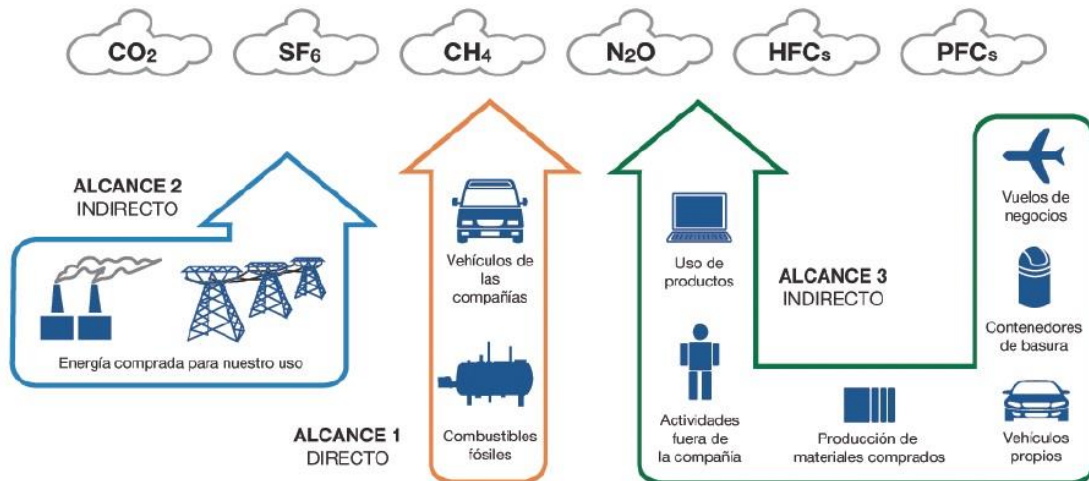 CO2
SF6
CH4
N2O
HFCs
PFCs
ALCANCE 2
INDIRECTO
Energía comprada para nuestro uso
ALCANCE 1
DIRECTO
Vehículos de
las
compañías
Combustibles
fósiles
Uso de
productos
Actividades
fuera de
la compañía
ALCANCE 3
INDIRECTO
Producción de
materiales comprados
Vuelos de
negocios
Contenedores
de basura
Vehículos
propios